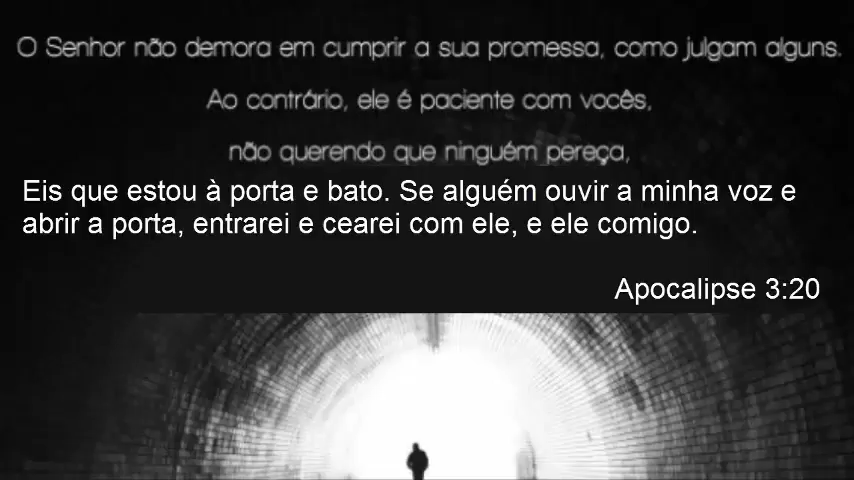 O Senhor não demora em cumprir a sua promessa, como julgam alguns.
Ao contrário, ele é paciente com vocês,
não querendo que ninguém pereça,
Eis que estou à porta e bato. Se alguém ouvir a minha voz e
abrir a porta, entrarei e cearei com ele, e ele comigo.
Apocalipse 3:20